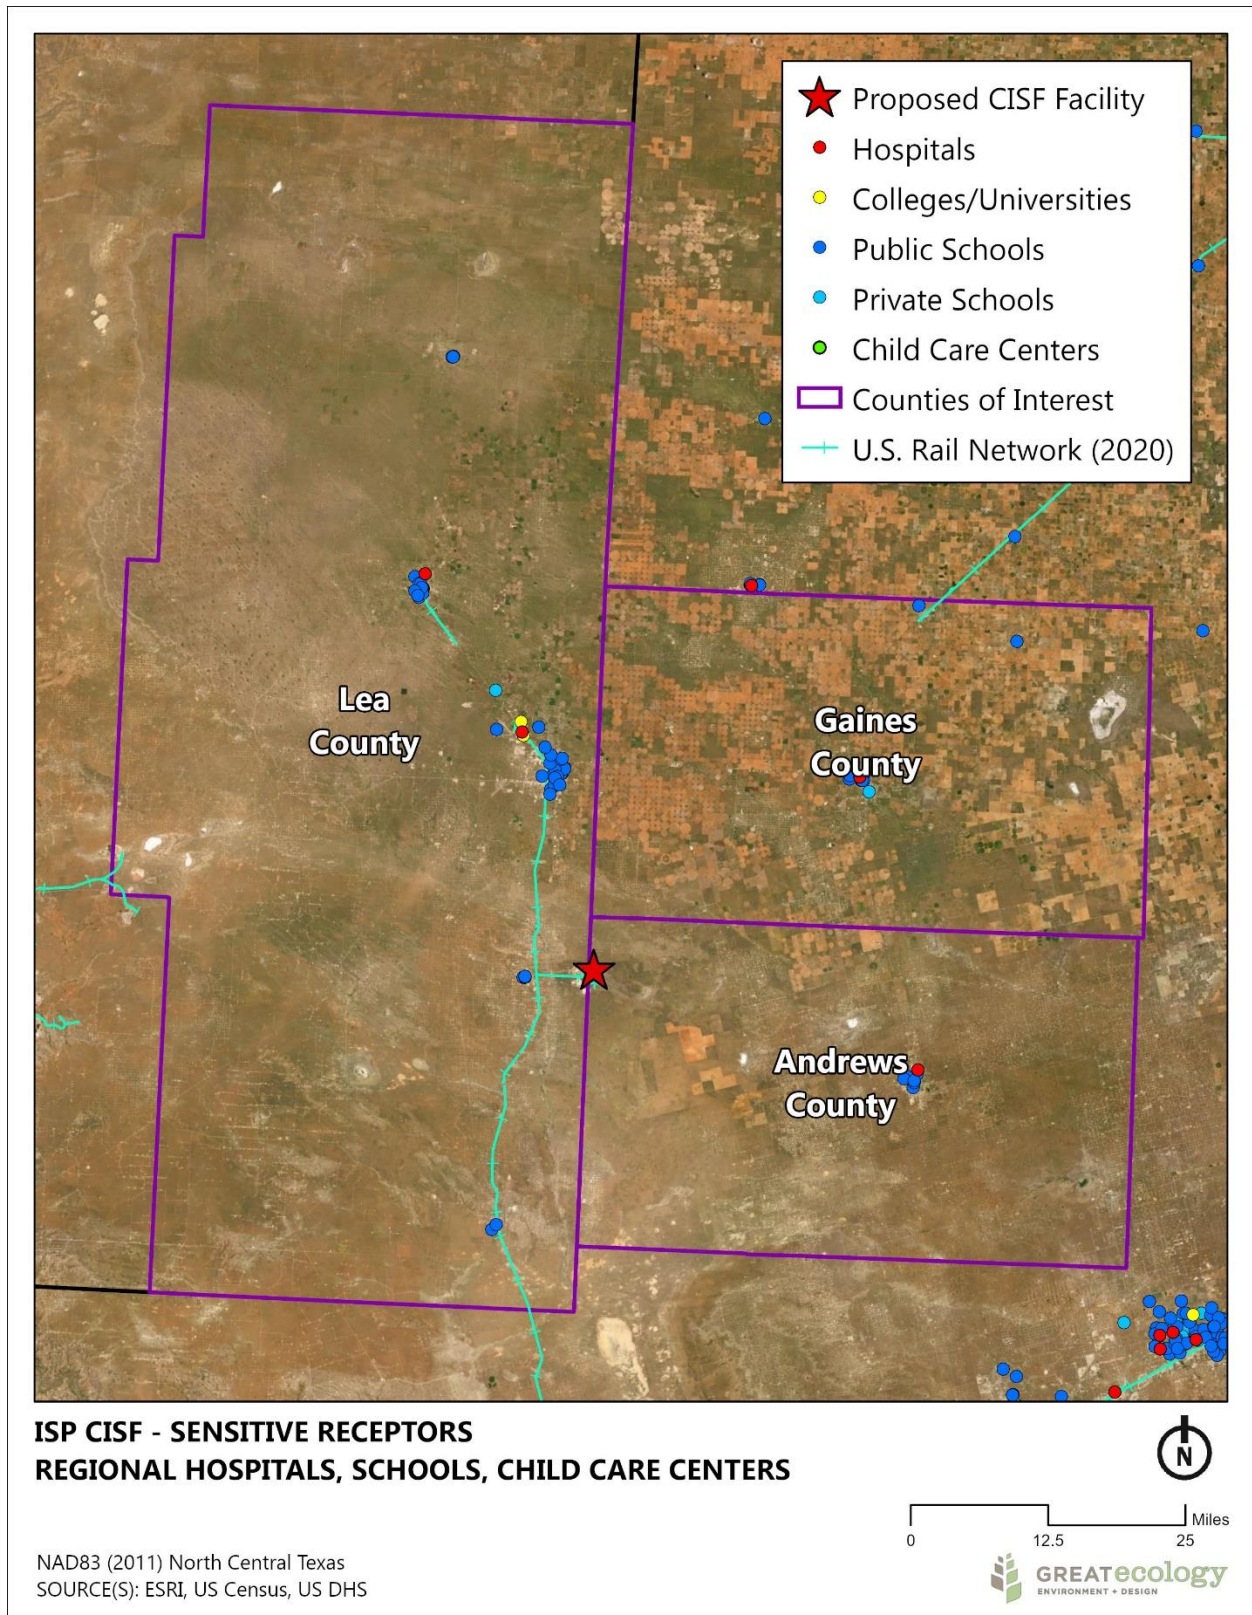 Proposed CISF Facility
Hospitals
Colleges/Universities
Public Schools
Private Schools
Child Care Centers
Counties of Interest
U.S. Rail Network (2020)
Lea
County
Gaines
County
Andrews
County
ISP CISF - SENSITIVE RECEPTORS
REGIONAL HOSPITALS, SCHOOLS, CHILD CARE CENTERS
N
Miles
0 12.5 25
NAD83 (2011) North Central Texas
SOURCE(S): ESRI, US Census, US DHS
GREATecology
ENVIRONMENT + DESIGN